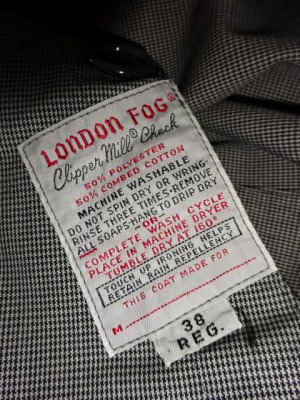 LONDON FOG®
Clipper Mill® Check
50% POLYESTER
50% COMBED COTTON
MACHINE WASHABLE
DO NOT SPIN DRY OR WRING-
RINSE THREE TIMES-REMOVE
ALL SOAPSLAND TO DRIP DRY.
OR
COMPLETE WASH CYCLE
PLACE IN MACHINE DRYER
TUMBLE DRY AT 160°
TOUCH UP IRONING HELPS
RETAIN RAIN REPELLENCY
THIS COAT MADE FOR
M
38
REG.